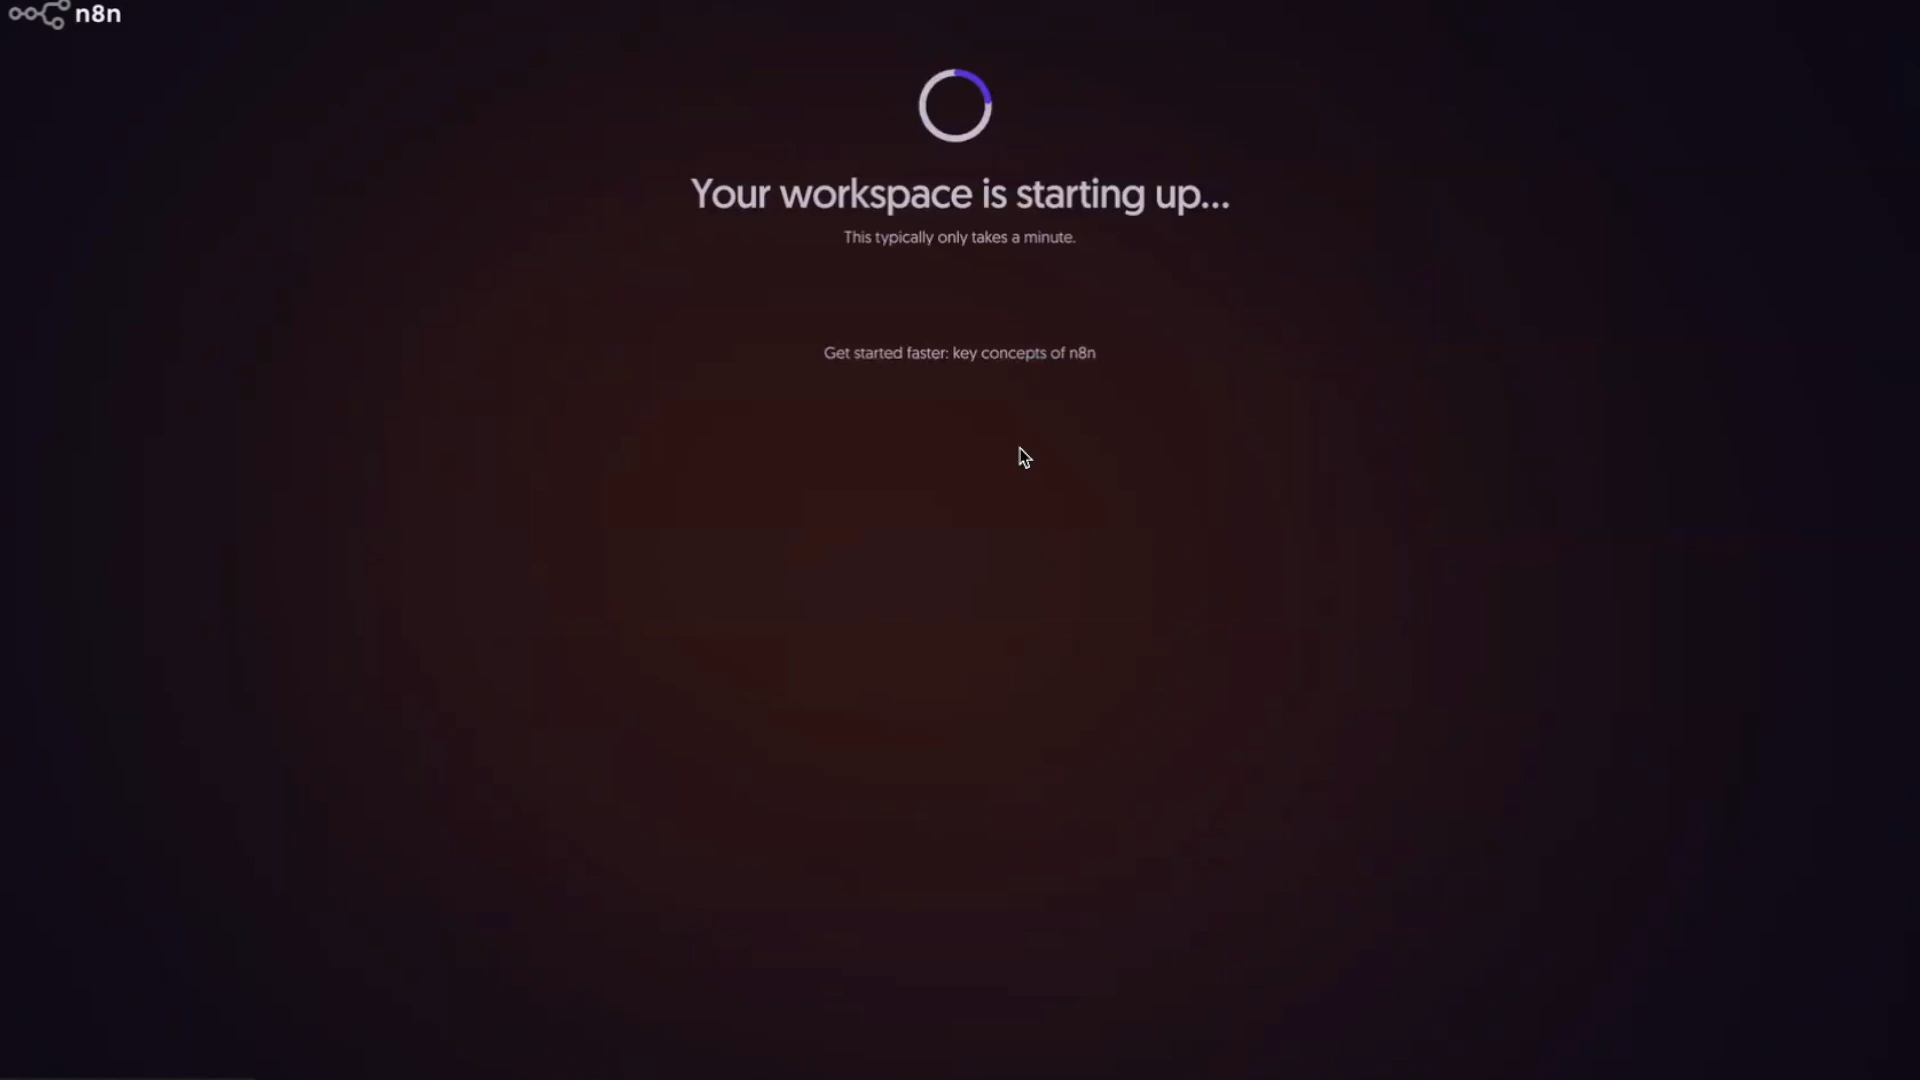 n8n
Your workspace is starting up...
This typically only takes a minute.
Get started faster: key concepts of n8n